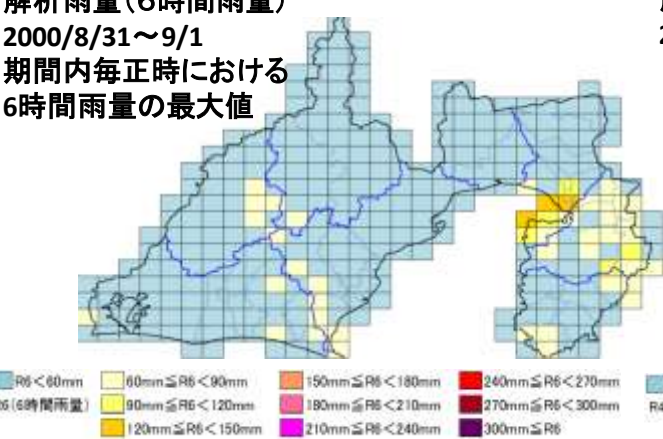 解析雨量(6時間雨量)
2000/8/31～9/1
期間内毎正時における
6時間雨量の最大値
R6＜60mm 60mm≦R6＜90mm 150mm≦R6＜180mm 240mm≦R6＜270mm
(6時間雨量) 90mm≦R6＜120mm 180mm≦R6＜210mm 270mm≦R6＜300mm
120mm≦R6＜150mm 210mm≦R6＜240mm 300mm≦R6